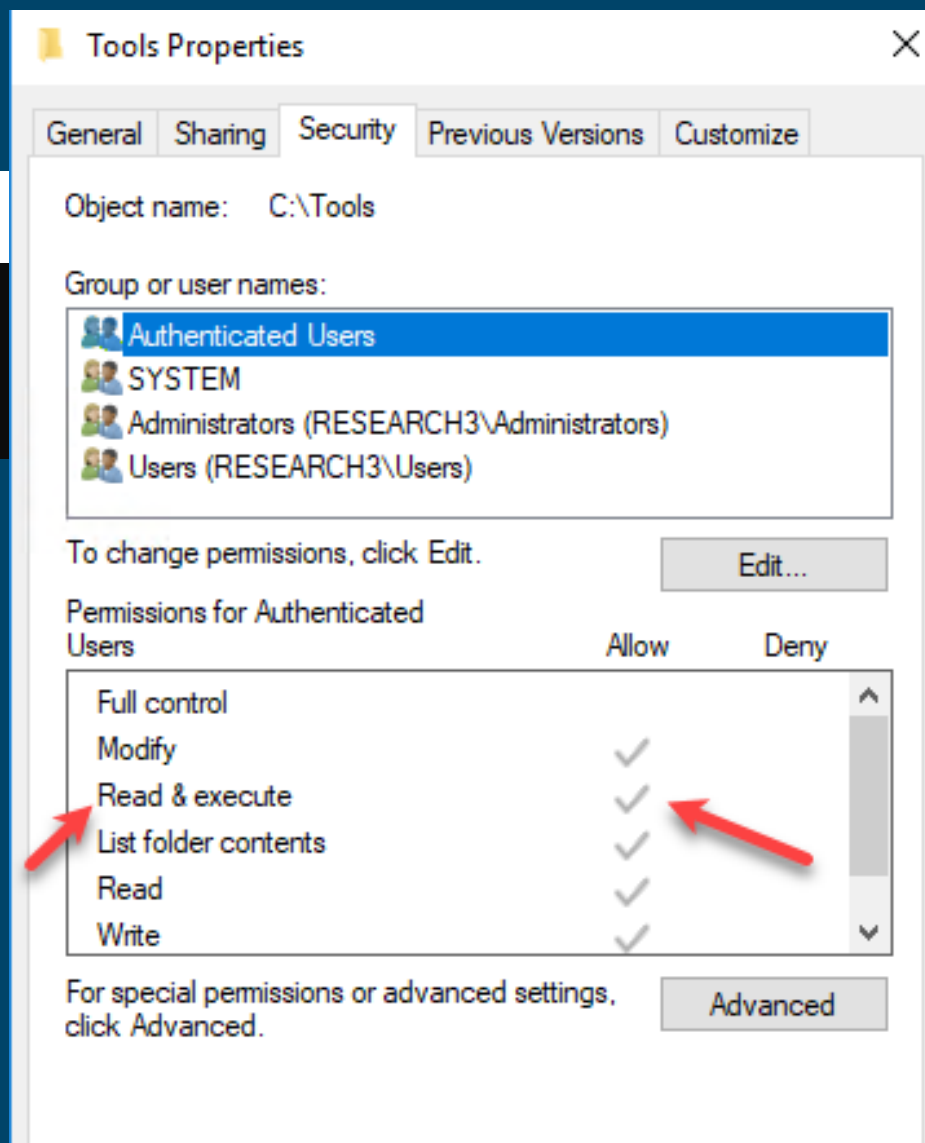 Tools Properties
General Sharing Security Previous Versions Customize
Object name: C:\Tools
Group or user names:
Authenticated Users
SYSTEM
Administrators (RESEARCH3\Administrators)
Users (RESEARCH3\Users)
To change permissions, click Edit.
Edit...
Permissions for Authenticated
Users
Allow Deny
Full control
Modify
Read & execute
List folder contents
Read
Write
For special permissions or advanced settings,
click Advanced.
Advanced